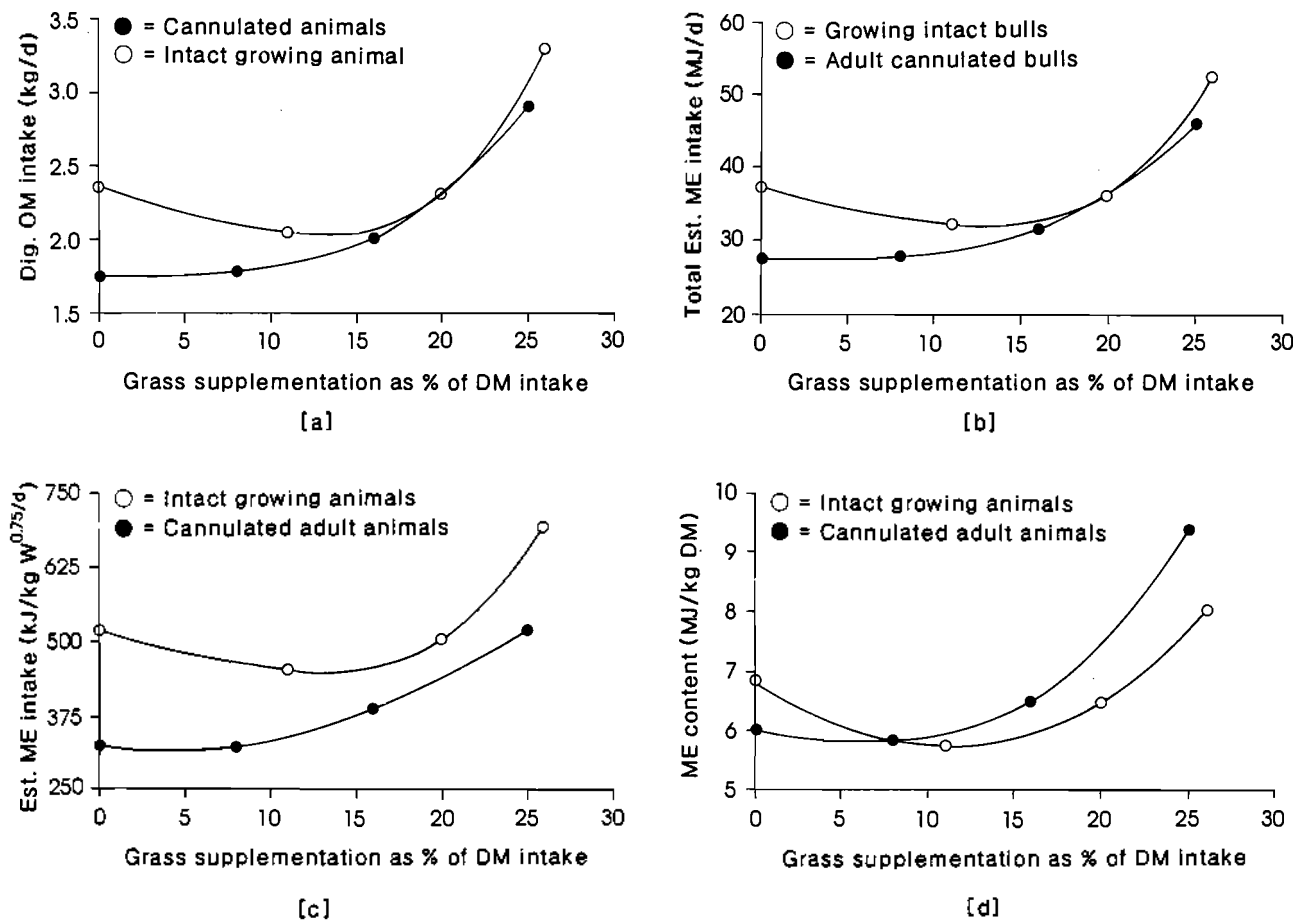 ● = Cannulated animals
○ = Intact growing animal
Dig. OM intake (kg/d)
3.5
3.0
2.5
2.0
1.5
0 5 10 15 20 25 30
Grass supplementation as % of DM intake
[a]
○ = Growing intact bulls
● = Adult cannulated bulls
Total Est. ME intake (MJ/d)
60
50
40
30
20
0 5 10 15 20 25 30
Grass supplementation as % of DM intake
[b]
○ = Intact growing animals
● = Cannulated adult animals
Est. ME intake (kJ/kg W^0.75/d)
750
625
500
375
250
0 5 10 15 20 25 30
Grass supplementation as % of DM intake
[c]
○ = Intact growing animals
● = Cannulated adult animals
ME content (MJ/kg DM)
10
9
8
7
6
5
0 5 10 15 20 25 30
Grass supplementation as % of DM intake
[d]